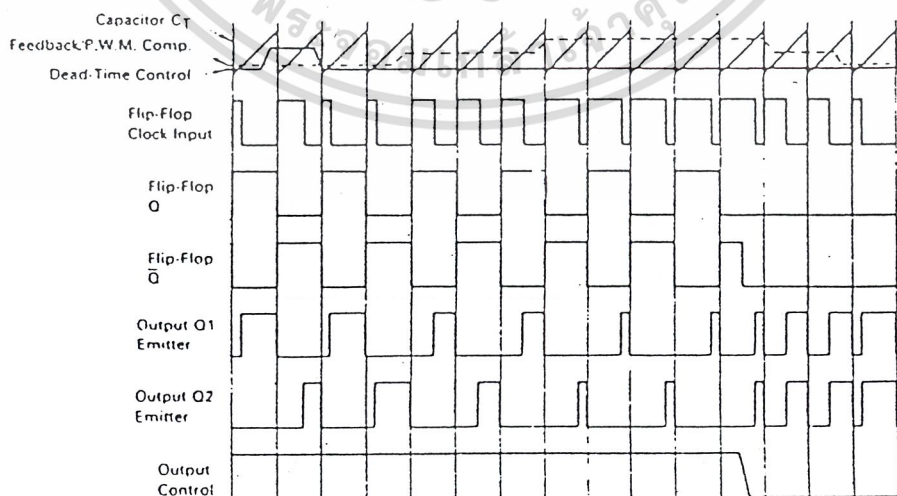 Capacitor CT
Feedback/P.W.M. Comp.
Dead-Time Control
Flip-Flop
Clock Input
Flip-Flop
Q
Flip-Flop
Q̅
Output Q1
Emitter
Output Q2
Emitter
Output
Control